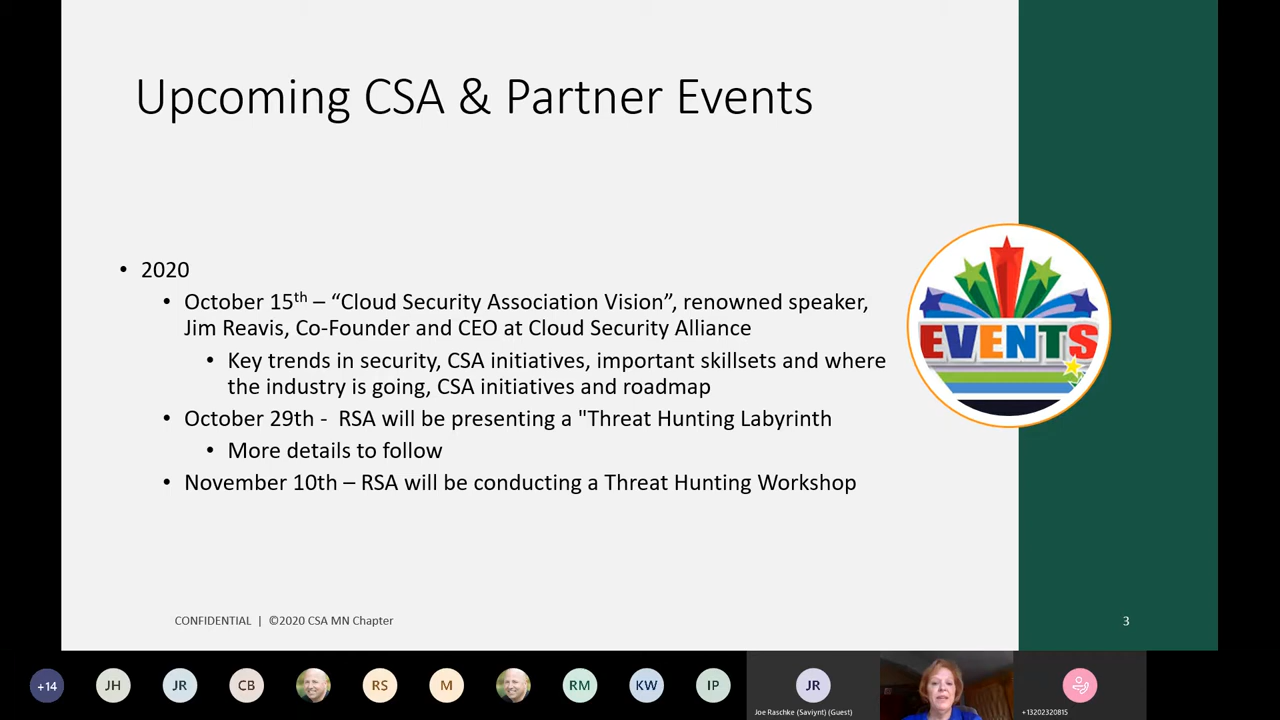 Upcoming CSA & Partner Events
• 2020
• October 15th – “Cloud Security Association Vision”, renowned speaker,
Jim Reavis, Co-Founder and CEO at Cloud Security Alliance
• Key trends in security, CSA initiatives, important skillsets and where
the industry is going, CSA initiatives and roadmap
• October 29th - RSA will be presenting a "Threat Hunting Labyrinth
• More details to follow
• November 10th – RSA will be conducting a Threat Hunting Workshop
EVENTS
CONFIDENTIAL | ©2020 CSA MN Chapter
3
+14
JH
JR
CB
RS
M
RM
KW
IP
JR
Joe Raschke (Saviynt) (Guest)
+13202320815